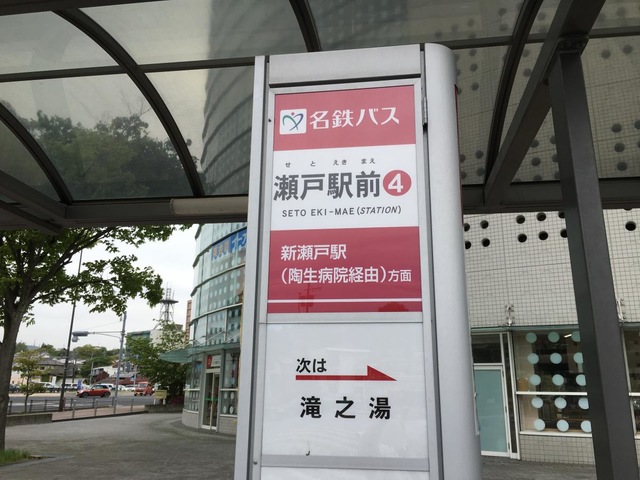 名鉄バス
せとえきまえ
瀬戸駅前4
SETO EKI-MAE(STATION)
新瀬戸駅
(陶生病院経由)方面
次は
滝之湯